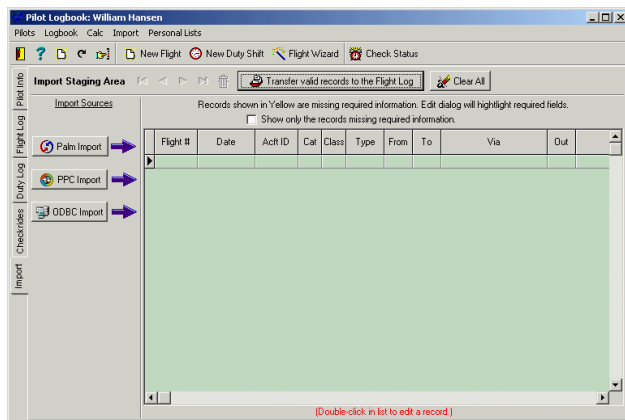 Pilot Logbook: William Hansen
Pilots Logbook Calc Import Personal Lists
New Flight New Duty Shift Flight Wizard Check Status
Import Staging Area Transfer valid records to the Flight Log Clear All
Pilot Info
Flight Log
Duty Log
Checkrides
Import
Import Sources
Palm Import
PPC Import
ODBC Import
Records shown in Yellow are missing required information. Edit dialog will hightlight required fields.
Show only the records missing required information.
Flight # Date Acft ID Cat Class Type From To Via Out
(Double-click in list to edit a record.)